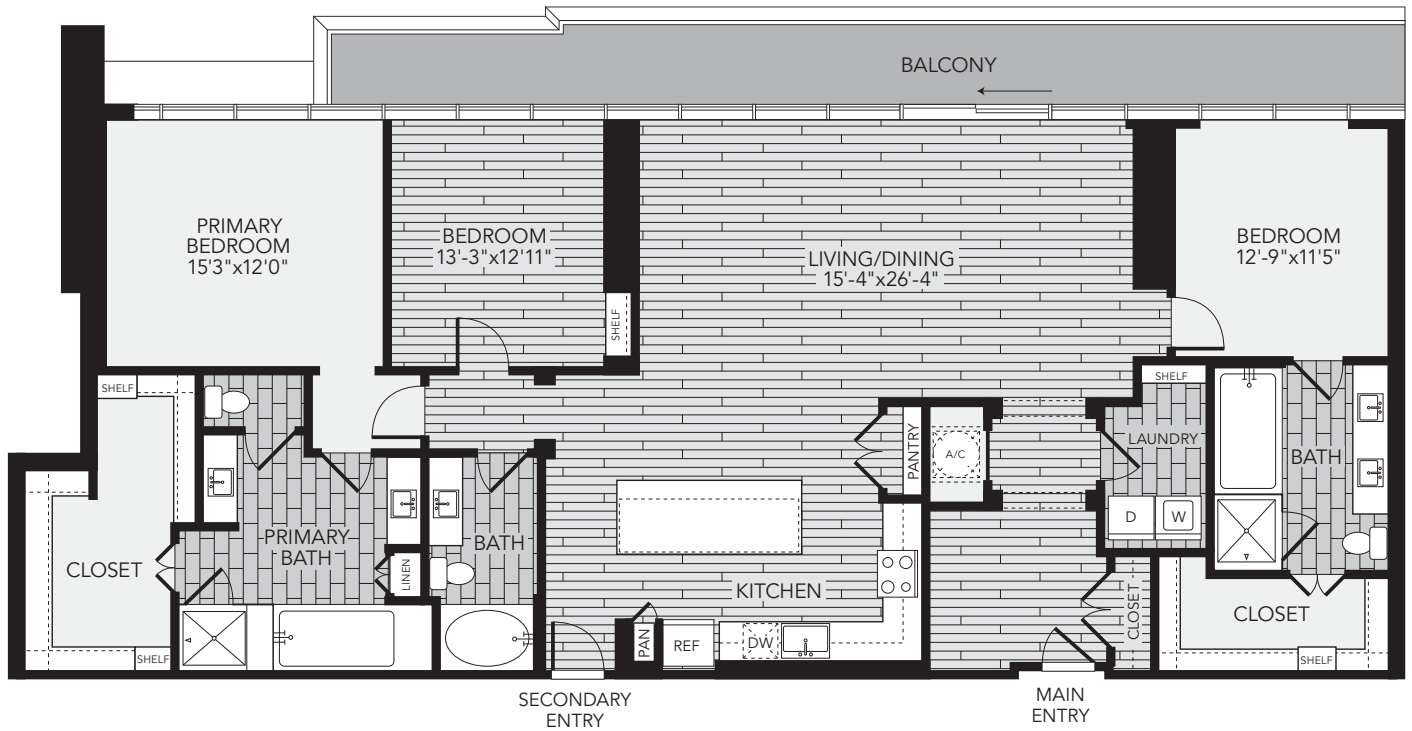 BALCONY
PRIMARY
BEDROOM
15'3"x12'0"
BEDROOM
13'-3"x12'11"
LIVING/DINING
15'-4"x26'-4"
BEDROOM
12'-9"x11'5"
SHELF
SHELF
SHELF
PANTRY
A/C
LAUNDRY
BATH
D
W
PRIMARY
BATH
LINEN
BATH
CLOSET
KITCHEN
CLOSET
CLOSET
PAN
REF
DW
SHELF
SHELF
SECONDARY
ENTRY
MAIN
ENTRY